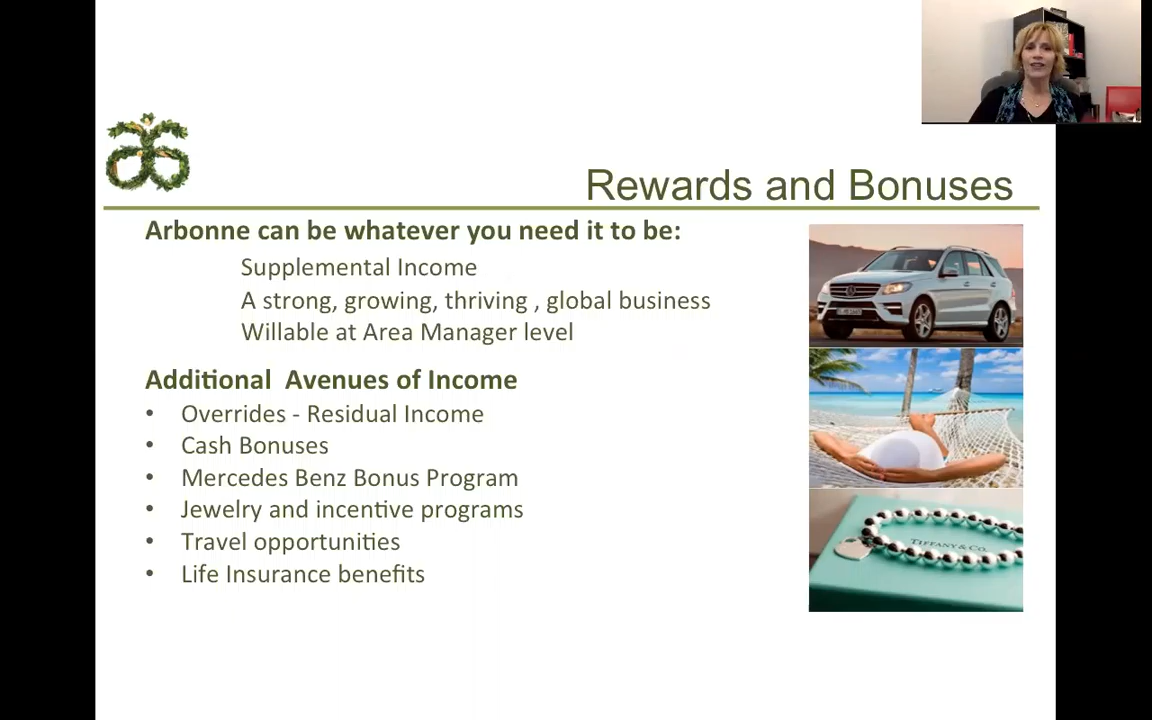 Rewards and Bonuses
Arbonne can be whatever you need it to be:
Supplemental Income
A strong, growing, thriving , global business
Willable at Area Manager level
Additional  Avenues of Income
• Overrides - Residual Income
• Cash Bonuses
• Mercedes Benz Bonus Program
• Jewelry and incentive programs
• Travel opportunities
• Life Insurance benefits
TIFFANY & CO.